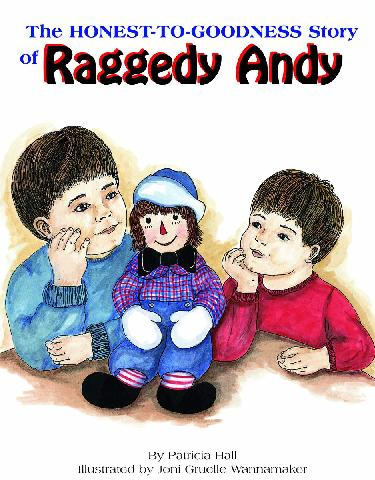 The HONEST-TO-GOODNESS Story
of Raggedy Andy
By Patricia Hall
Illustrated by Joni Gruelle Wannamaker